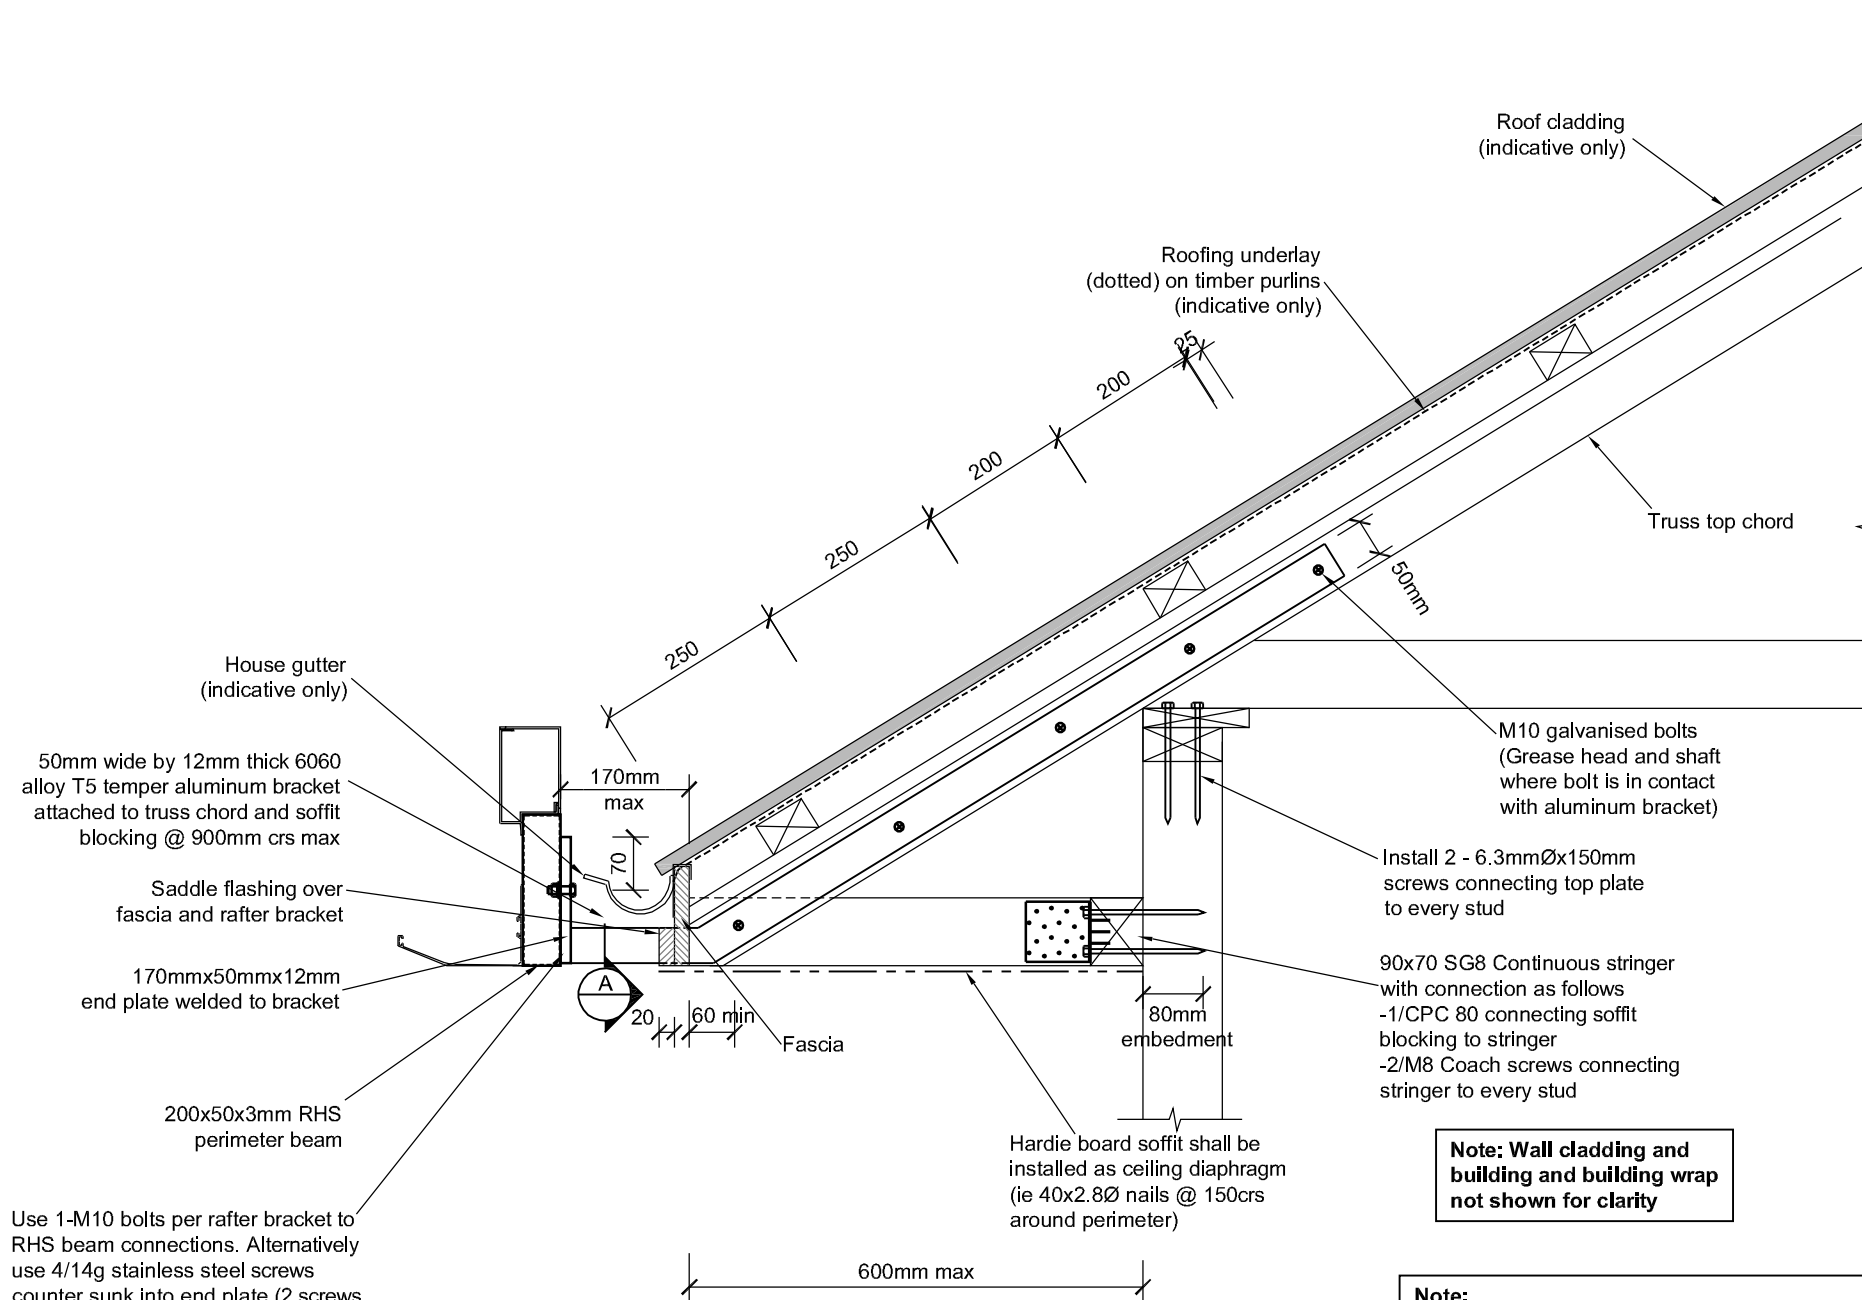 Roof cladding
(indicative only)
Roofing underlay
(dotted) on timber purlins
(indicative only)
25
200
200
250
250
Truss top chord
50mm
House gutter
(indicative only)
50mm wide by 12mm thick 6060
alloy T5 temper aluminum bracket
attached to truss chord and soffit
blocking @ 900mm crs max
170mm
max
70
M10 galvanised bolts
(Grease head and shaft
where bolt is in contact
with aluminum bracket)
Saddle flashing over
fascia and rafter bracket
Install 2 - 6.3mmØx150mm
screws connecting top plate
to every stud
170mmx50mmx12mm
end plate welded to bracket
A
20
60 min
Fascia
80mm
embedment
90x70 SG8 Continuous stringer
with connection as follows
-1/CPC 80 connecting soffit
blocking to stringer
-2/M8 Coach screws connecting
stringer to every stud
200x50x3mm RHS
perimeter beam
Hardie board soffit shall be
installed as ceiling diaphragm
(ie 40x2.8Ø nails @ 150crs
around perimeter)
Note: Wall cladding and
building and building wrap
not shown for clarity
Use 1-M10 bolts per rafter bracket to
RHS beam connections. Alternatively
use 4/14g stainless steel screws
counter sunk into end plate (2 screws
600mm max
Note: